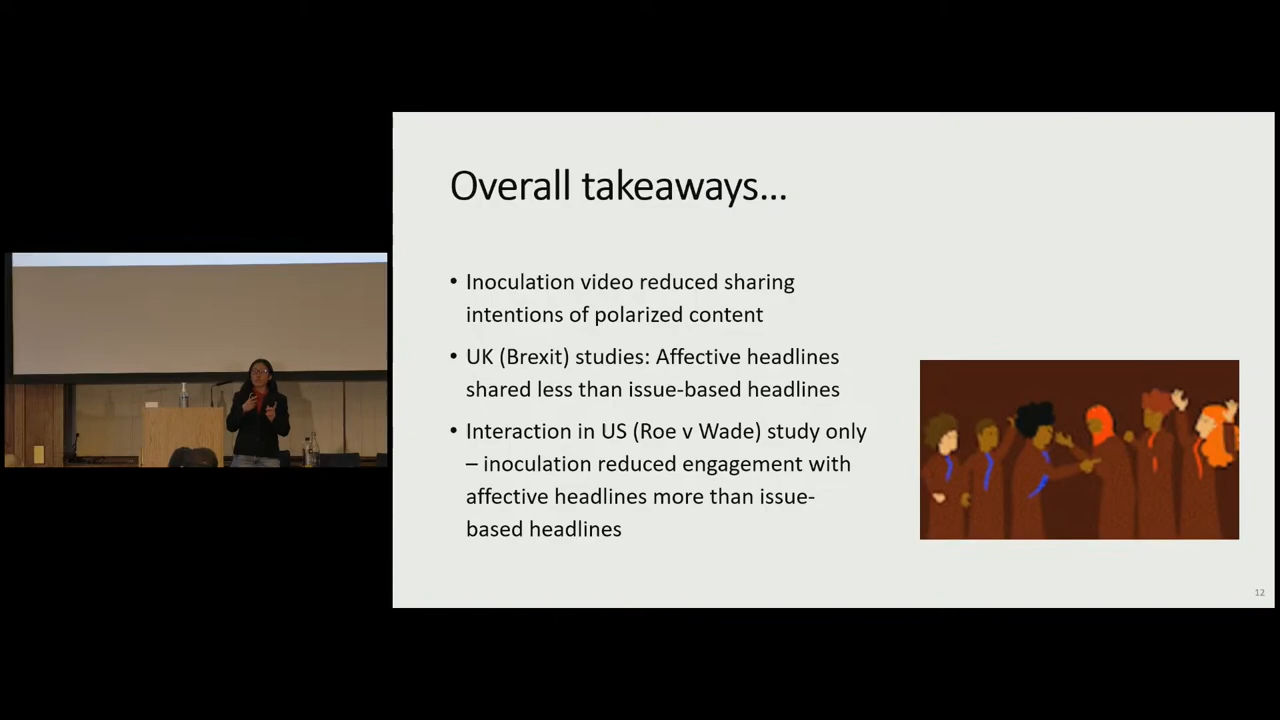 Overall takeaways...
• Inoculation video reduced sharing
intentions of polarized content
• UK (Brexit) studies: Affective headlines
shared less than issue-based headlines
• Interaction in US (Roe v Wade) study only
– inoculation reduced engagement with
affective headlines more than issue-
based headlines
12